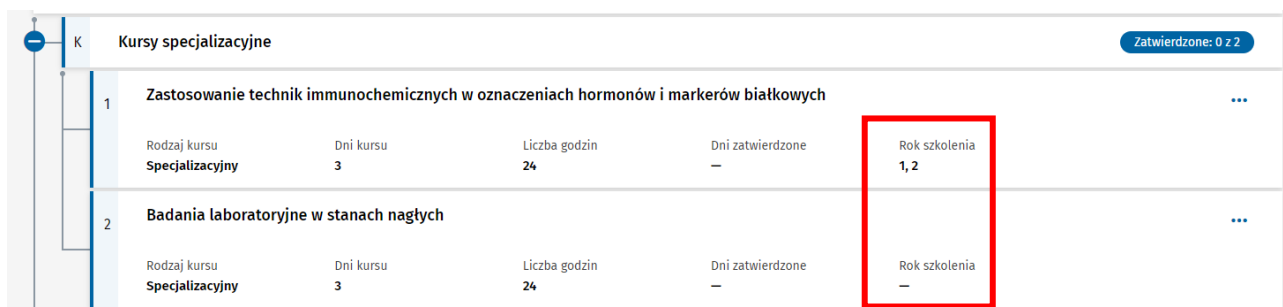 K Kursy specjalizacyjne Zatwierdzone: 0 z 2
1 Zastosowanie technik immunochemicznych w oznaczeniach hormonów i markerów białkowych
Rodzaj kursu Dni kursu Liczba godzin Dni zatwierdzone Rok szkolenia
Specjalizacyjny 3 24 — 1, 2
2 Badania laboratoryjne w stanach nagłych
Rodzaj kursu Dni kursu Liczba godzin Dni zatwierdzone Rok szkolenia
Specjalizacyjny 3 24 — —